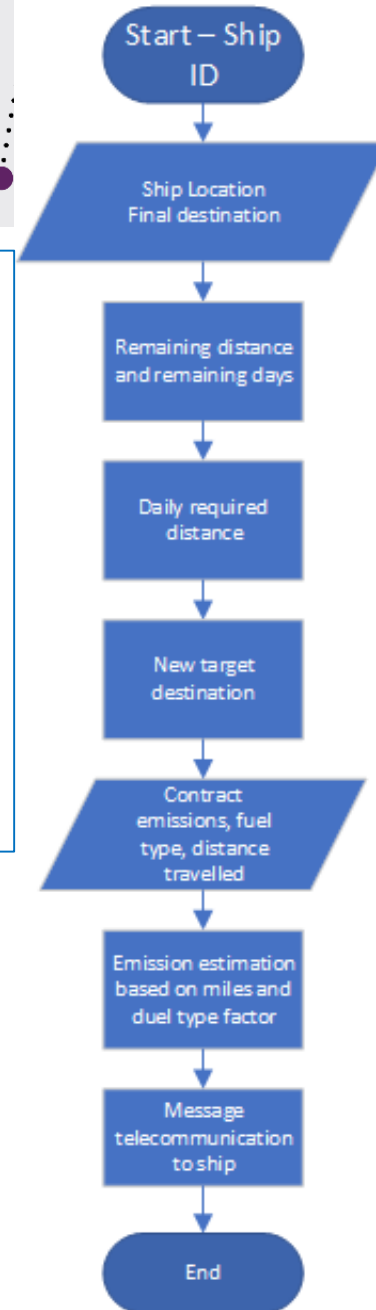 Start – Ship
ID
Ship Location
Final destination
Remaining distance
and remaining days
Daily required
distance
New target
destination
Contract
emissions, fuel
type, distance
travelled
Emission estimation
based on miles and
duel type factor
Message
telecommunication
to ship
End